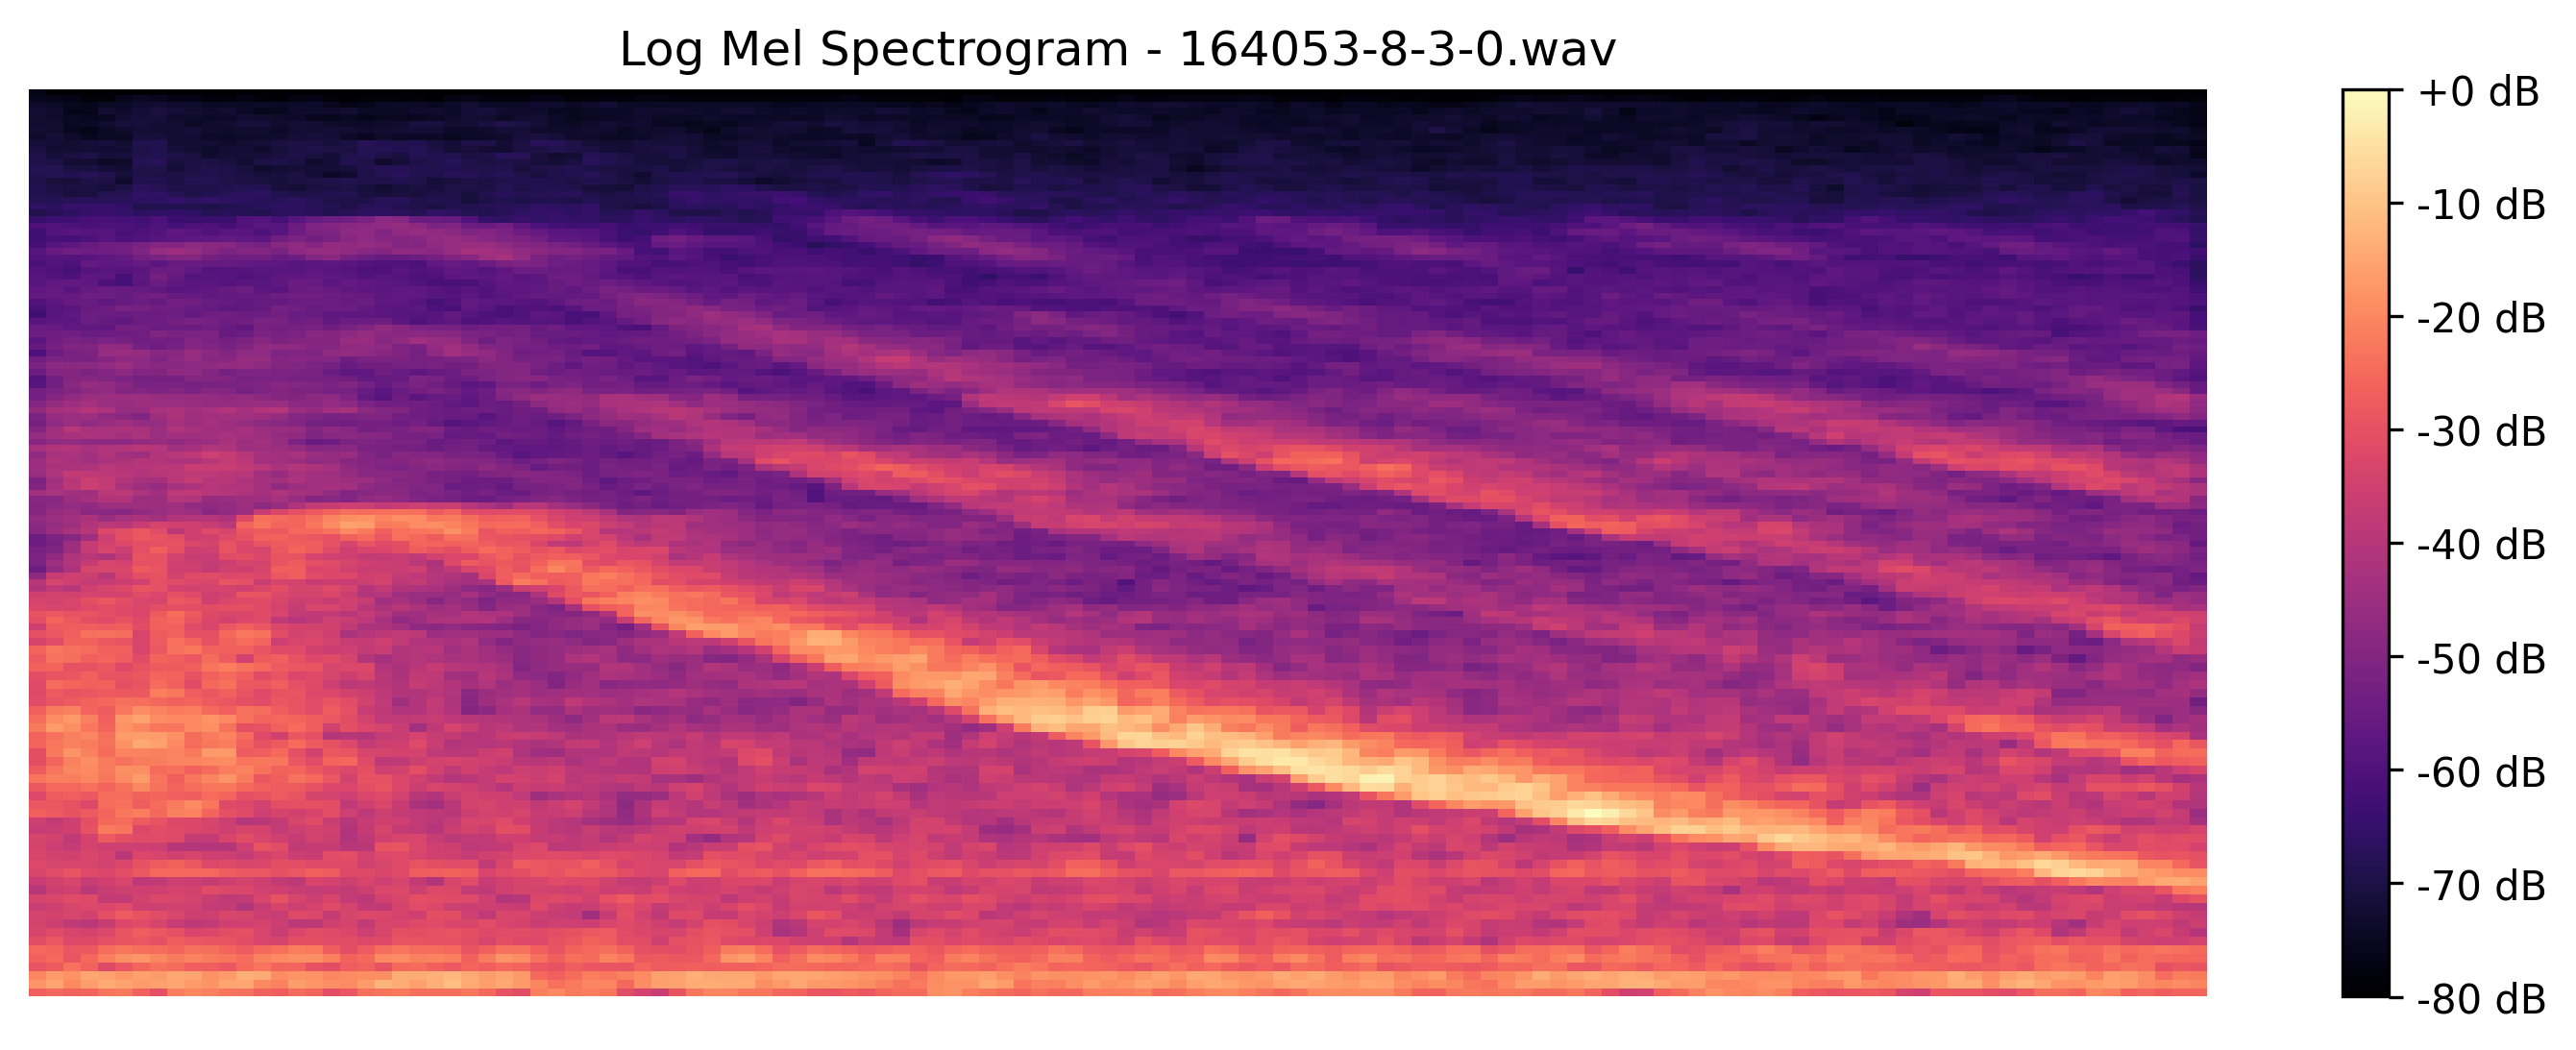 Log Mel Spectrogram - 164053-8-3-0.wav
+0 dB
-10 dB
-20 dB
-30 dB
-40 dB
-50 dB
-60 dB
-70 dB
-80 dB